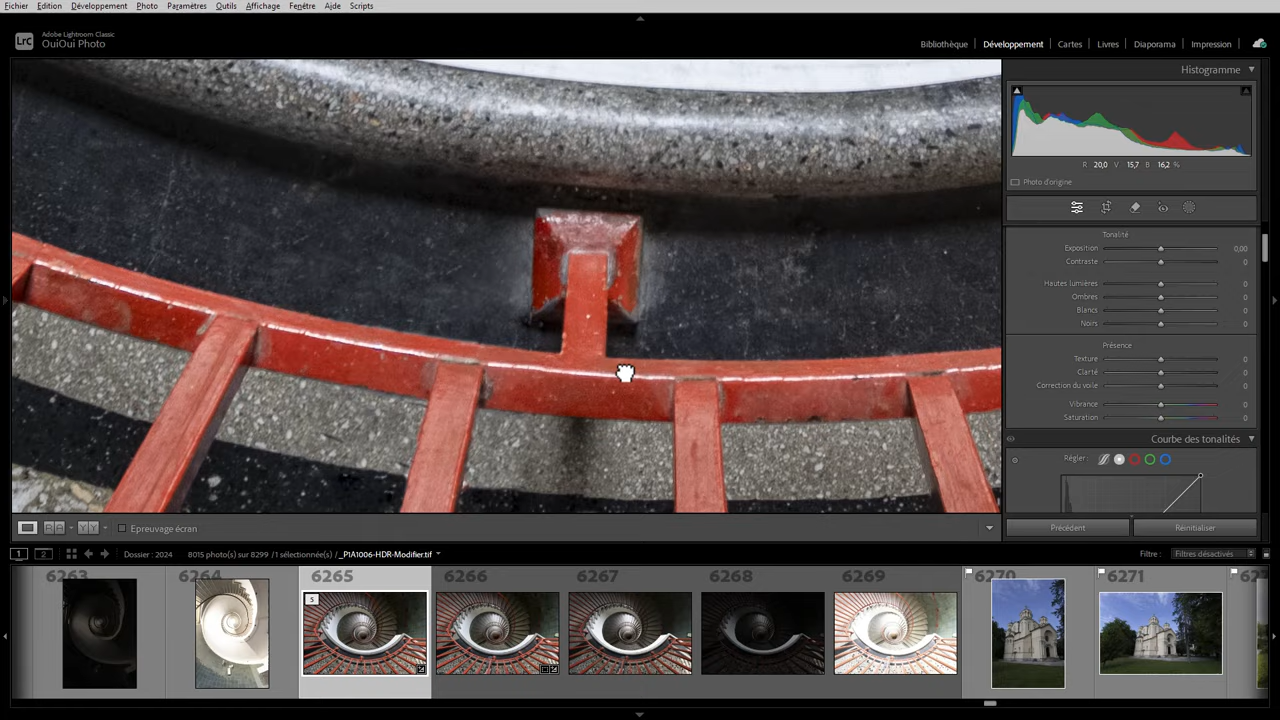 Fichier Edition Développement Photo Paramètres Outils Affichage Fenêtre Aide Scripts
Lrc Adobe Lightroom Classic
OuiOui Photo
Bibliothèque Développement Cartes Livres Diaporama Impression
Histogramme
R 20,0 V 15,7 B 16,2 %
Photo d'origine
Tonalité
Exposition 0,00
Contraste 0
Hautes lumières 0
Ombres 0
Blancs 0
Noirs 0
Présence
Texture 0
Clarté 0
Correction du voile 0
Vibrance 0
Saturation 0
Courbe des tonalités
Régler :
R A Y Y Epreuvage écran
Précédent Réinitialiser
1 2 Dossier : 2024 8015 photo(s) sur 8299 /1 sélectionnée(s) /_P1A1006-HDR-Modifier.tif
Filtre : Filtres désactivés
6263 6264 6265 6266 6267 6268 6269 6270 6271
5